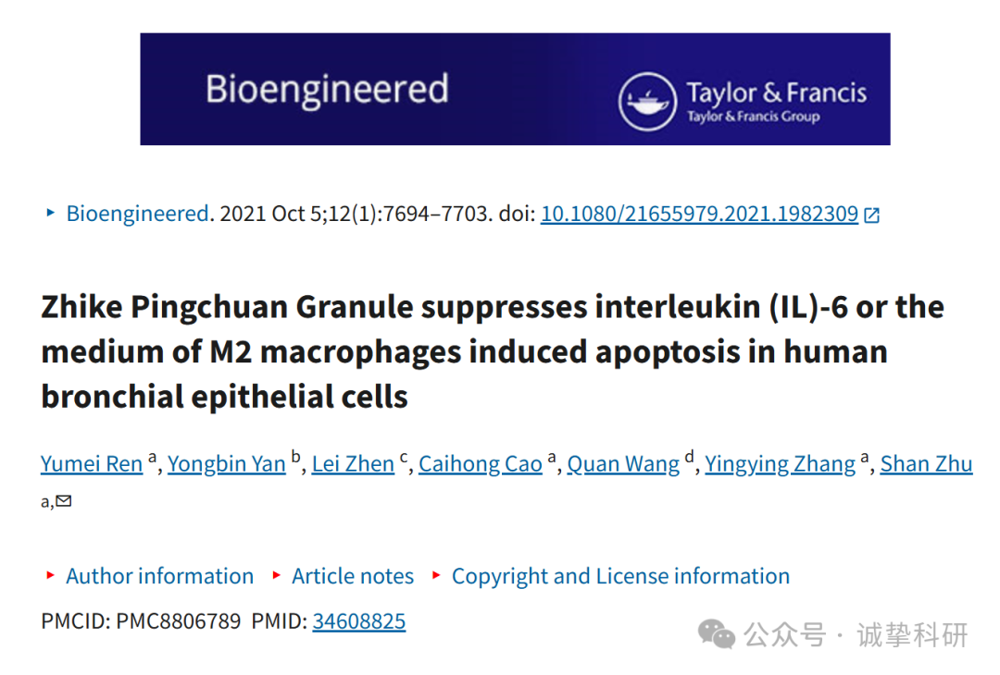 Bioengineered
Taylor & Francis
Taylor & Francis Group
Bioengineered. 2021 Oct 5;12(1):7694–7703. doi: 10.1080/21655979.2021.1982309
Zhike Pingchuan Granule suppresses interleukin (IL)-6 or the
medium of M2 macrophages induced apoptosis in human
bronchial epithelial cells
Yumei Ren a, Yongbin Yan b, Lei Zhen c, Caihong Cao a, Quan Wang d, Yingying Zhang a, Shan Zhu
a,
Author information Article notes Copyright and License information
PMCID: PMC8806789 PMID: 34608825
公众号 · 诚挚科研